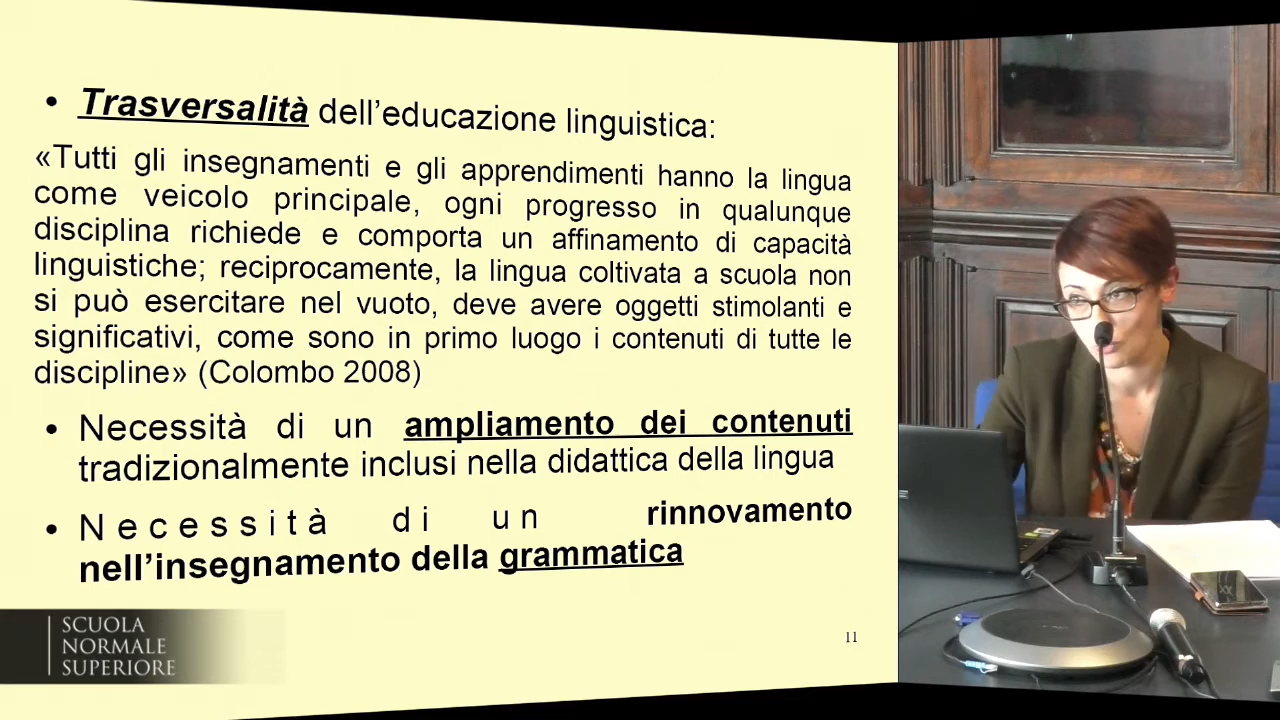 • Trasversalità dell'educazione linguistica:
«Tutti gli insegnamenti e gli apprendimenti hanno la lingua
come veicolo principale, ogni progresso in qualunque
disciplina richiede e comporta un affinamento di capacità
linguistiche; reciprocamente, la lingua coltivata a scuola non
si può esercitare nel vuoto, deve avere oggetti stimolanti e
significativi, come sono in primo luogo i contenuti di tutte le
discipline» (Colombo 2008)
• Necessità di un ampliamento dei contenuti
tradizionalmente inclusi nella didattica della lingua
• Necessità di un rinnovamento
nell'insegnamento della grammatica
11
SCUOLA
NORMALE
SUPERIORE